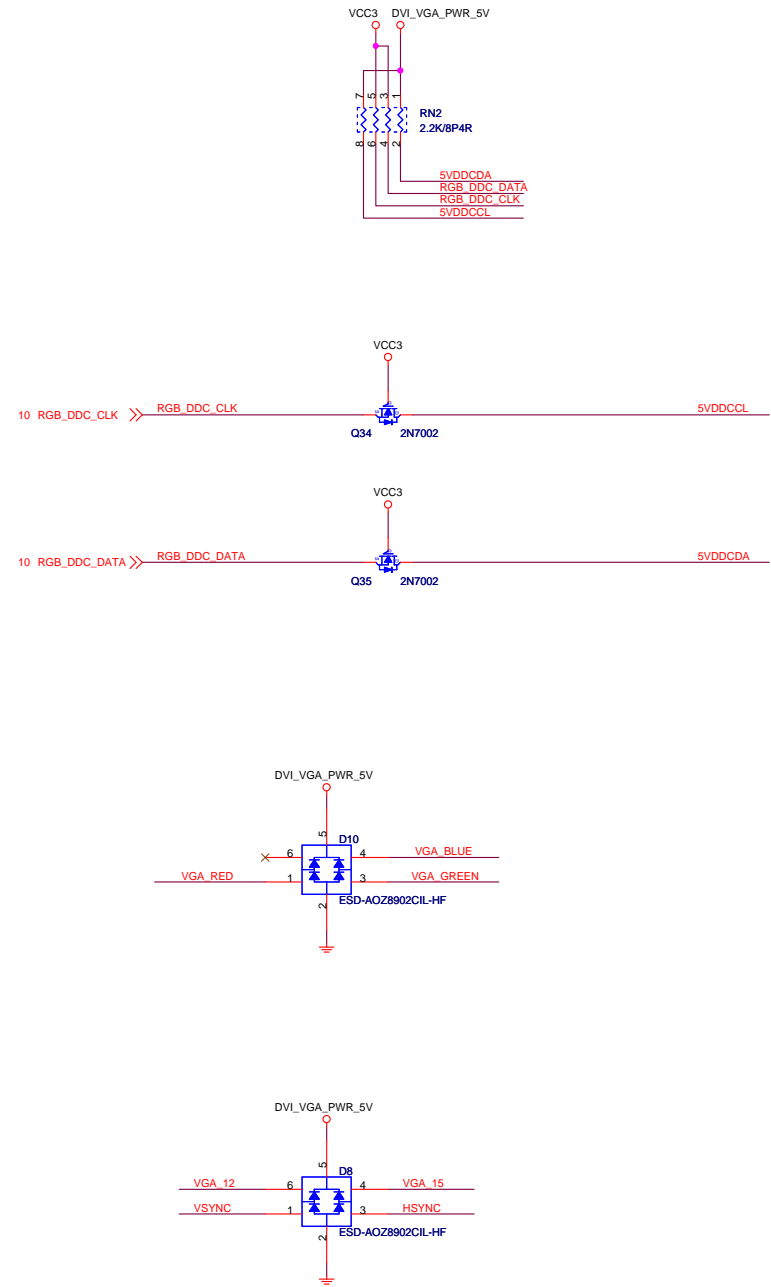 VCC3 DVI_VGA_PWR_5V
7 5 3 1
RN2
2.2K/8P4R
8 6 4 2
5VDDCDA
RGB_DDC_DATA
RGB_DDC_CLK
5VDDCCL
VCC3
10 RGB_DDC_CLK RGB_DDC_CLK 5VDDCCL
Q34 2N7002
VCC3
10 RGB_DDC_DATA RGB_DDC_DATA 5VDDCDA
Q35 2N7002
DVI_VGA_PWR_5V
5 D10
6 4 VGA_BLUE
VGA_RED 1 3 VGA_GREEN
2 ESD-AOZ8902CIL-HF
DVI_VGA_PWR_5V
5 D8
VGA_12 6 4 VGA_15
VSYNC 1 3 HSYNC
2 ESD-AOZ8902CIL-HF